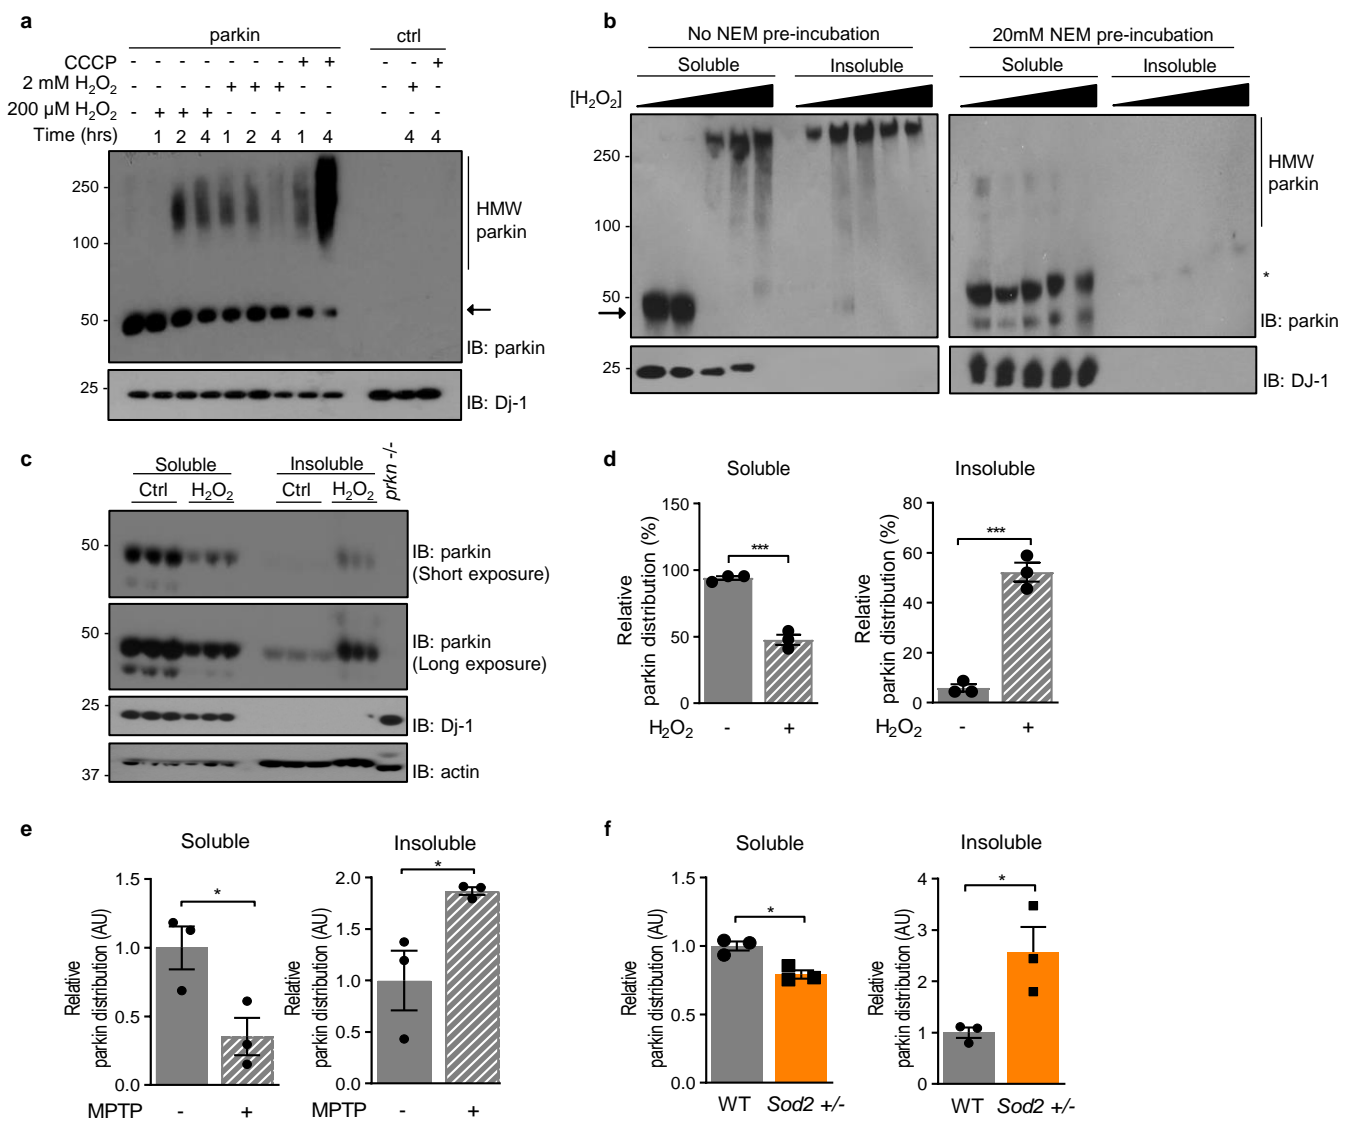 a
parkin ctrl
CCCP - - - - - - - + + - - +
2 mM H₂O₂ - - - - + + + - - - + -
200 µM H₂O₂ - + + + - - - - - - - -
Time (hrs) 1 2 4 1 2 4 1 4 4 4
250
100
50
HMW
parkin
IB: parkin
25
IB: Dj-1
b
No NEM pre-incubation 20mM NEM pre-incubation
Soluble Insoluble Soluble Insoluble
[H₂O₂]
250
100
50
HMW
parkin
*
IB: parkin
25
IB: DJ-1
c
Soluble Insoluble prkn -/-
Ctrl H₂O₂ Ctrl H₂O₂
50
IB: parkin
(Short exposure)
50
IB: parkin
(Long exposure)
25
IB: Dj-1
37
IB: actin
d
Soluble
Relative
parkin distribution (%)
150
100
50
0
***
H₂O₂ - +
Insoluble
Relative
parkin distribution (%)
80
60
40
20
0
***
H₂O₂ - +
e
Soluble
Relative
parkin distribution (AU)
1.5
1.0
0.5
0.0
*
MPTP - +
Insoluble
Relative
parkin distribution (AU)
2.0
1.5
1.0
0.5
0.0
*
MPTP - +
f
Soluble
Relative
parkin distribution (AU)
1.5
1.0
0.5
0.0
*
WT Sod2 +/-
Insoluble
Relative
parkin distribution (AU)
4
3
2
1
0
*
WT Sod2 +/-